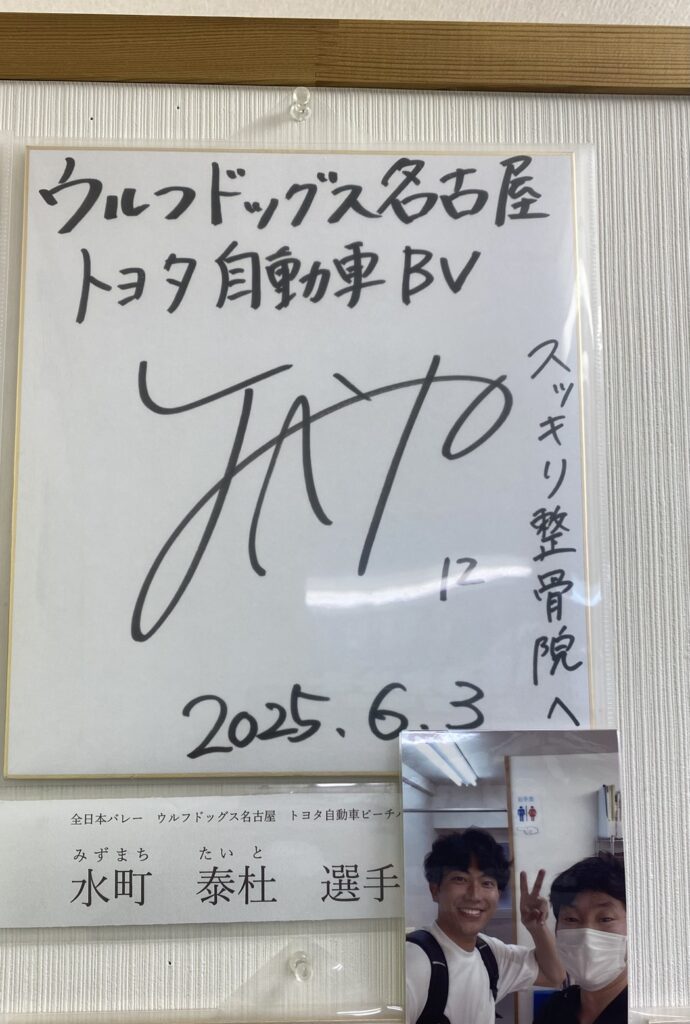 ウルフドッグス名古屋
トヨタ自動車BV
スッキリ整骨院へ
12
2025.6.3
全日本バレー ウルフドッグス名古屋 トヨタ自動車ビーチバ
みずまち たいと
水町 泰杜 選手